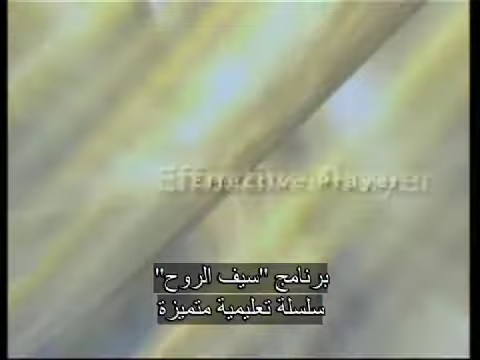 Effective Prayer
برنامج "سيف الروح"
سلسلة تعليمية متميزة